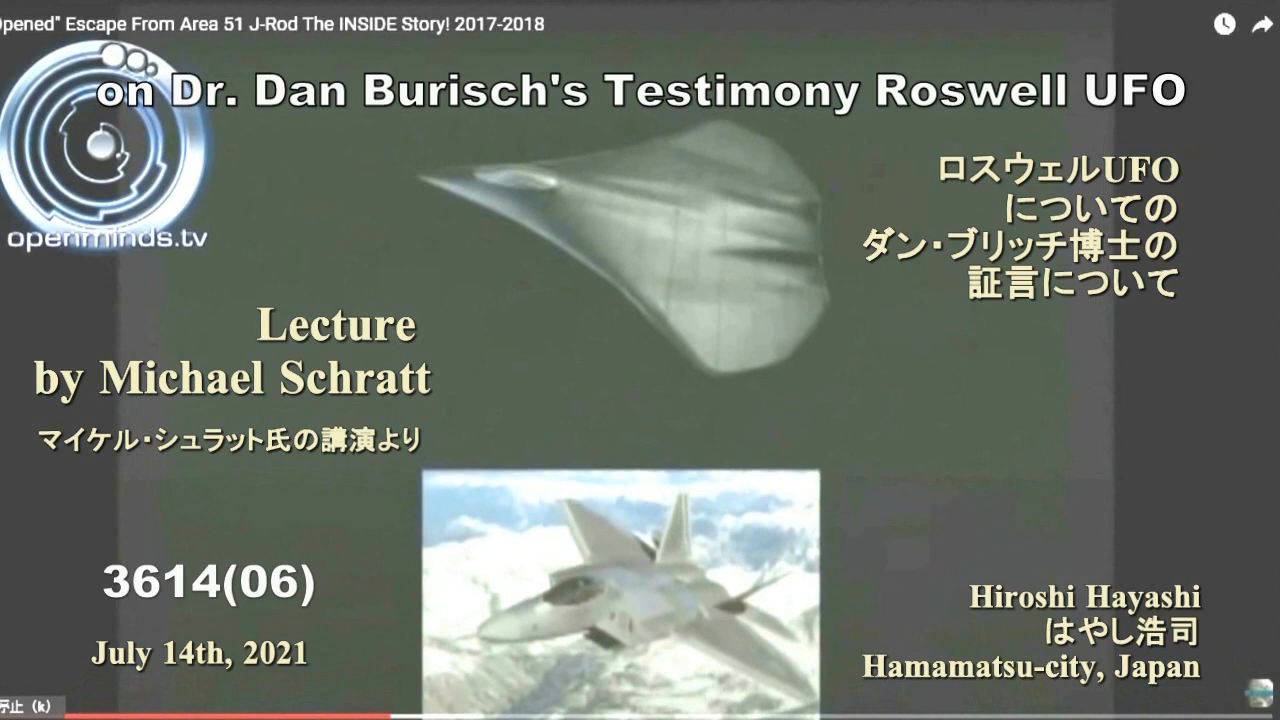 Opened" Escape From Area 51 J-Rod The INSIDE Story! 2017-2018
on Dr. Dan Burisch's Testimony Roswell UFO
openminds.tv
ロスウェルUFO
についての
ダン・ブリッチ博士の
証言について
Lecture
by Michael Schratt
マイケル・シュラット氏の講演より
3614(06)
July 14th, 2021
Hiroshi Hayashi
はやし浩司
Hamamatsu-city, Japan
停止 (k)